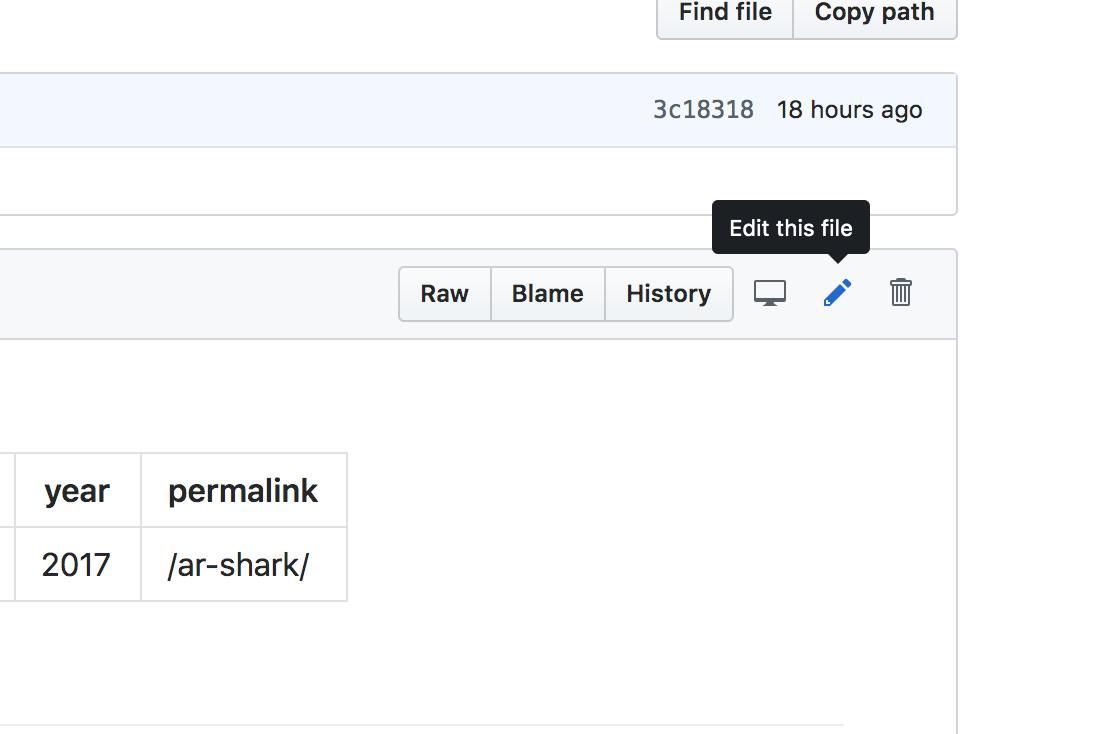 Find file Copy path
3c18318 18 hours ago
Edit this file
Raw Blame History
year permalink
2017 /ar-shark/